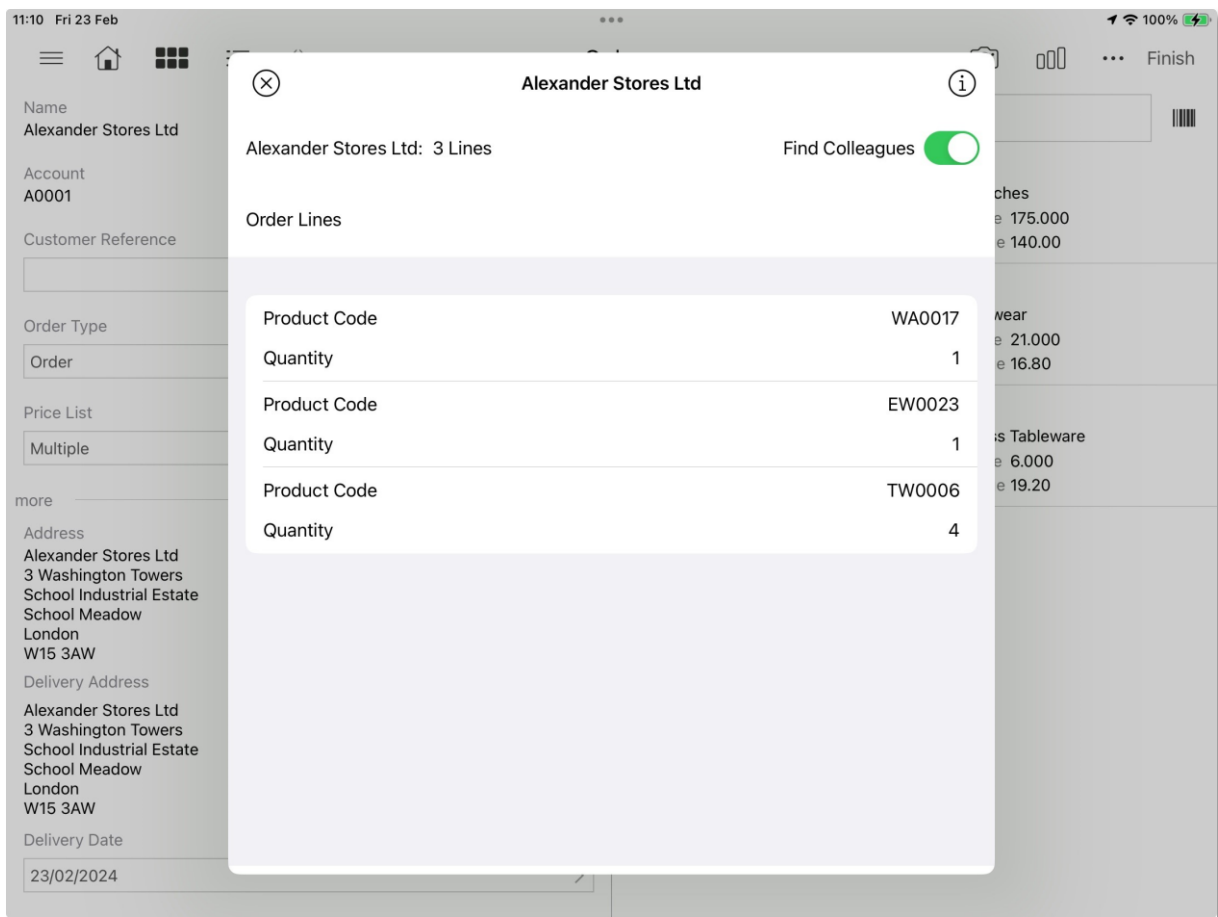 11:10 Fri 23 Feb
100%
Finish
Name
Alexander Stores Ltd
Account
A0001
Customer Reference
Order Type
Order
Price List
Multiple
more
Address
Alexander Stores Ltd
3 Washington Towers
School Industrial Estate
School Meadow
London
W15 3AW
Delivery Address
Alexander Stores Ltd
3 Washington Towers
School Industrial Estate
School Meadow
London
W15 3AW
Delivery Date
23/02/2024
Alexander Stores Ltd
Alexander Stores Ltd: 3 Lines
Find Colleagues
Order Lines
Product Code WA0017
Quantity 1
Product Code EW0023
Quantity 1
Product Code TW0006
Quantity 4
175.000
140.00
21.000
16.80
Tableware
6.000
19.20